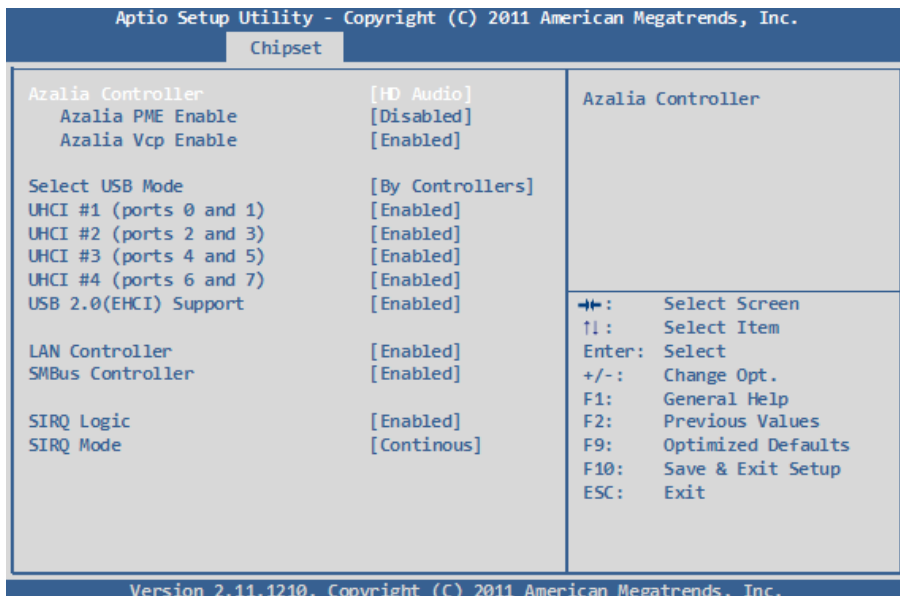 Aptio Setup Utility - Copyright (C) 2011 American Megatrends, Inc.
Chipset
Azalia Controller [HD Audio]
Azalia PME Enable [Disabled]
Azalia Vcp Enable [Enabled]
Select USB Mode [By Controllers]
UHCI #1 (ports 0 and 1) [Enabled]
UHCI #2 (ports 2 and 3) [Enabled]
UHCI #3 (ports 4 and 5) [Enabled]
UHCI #4 (ports 6 and 7) [Enabled]
USB 2.0(EHCI) Support [Enabled]
LAN Controller [Enabled]
SMBus Controller [Enabled]
SIRQ Logic [Enabled]
SIRQ Mode [Continous]
Azalia Controller
→←: Select Screen
↑↓: Select Item
Enter: Select
+/-: Change Opt.
F1: General Help
F2: Previous Values
F9: Optimized Defaults
F10: Save & Exit Setup
ESC: Exit
Version 2.11.1210. Copyright (C) 2011 American Megatrends, Inc.